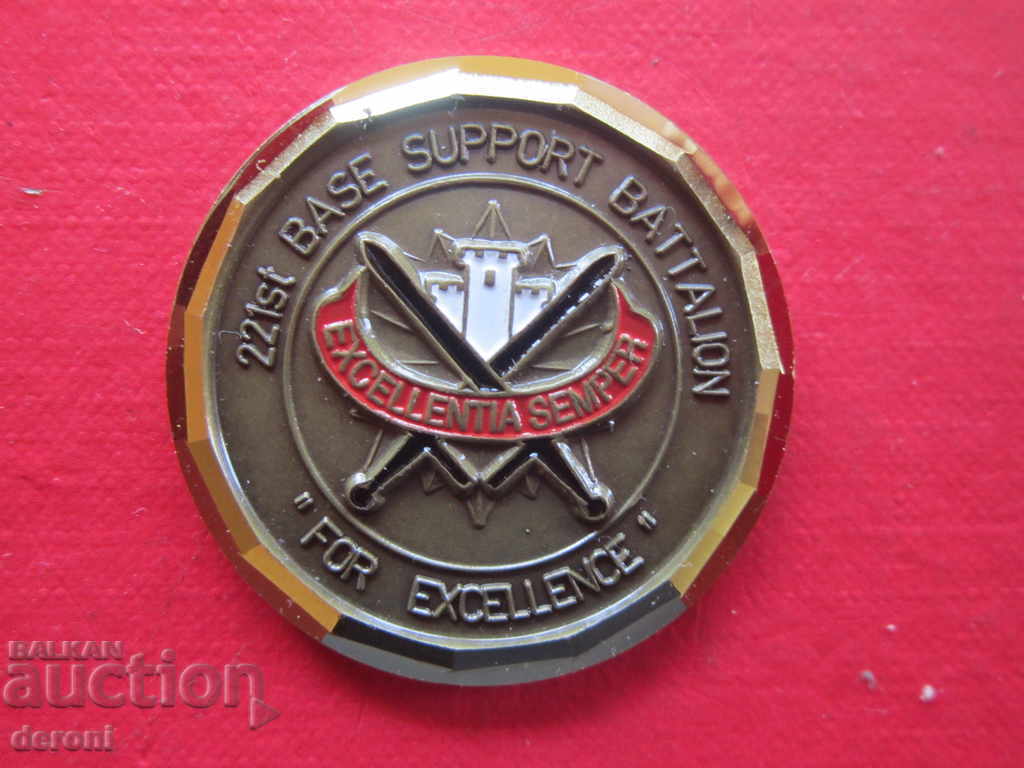 221st BASE SUPPORT BATTALION
EXCELLENTIA SEMPER
"FOR EXCELLENCE"
BALKAN
auction
deroni